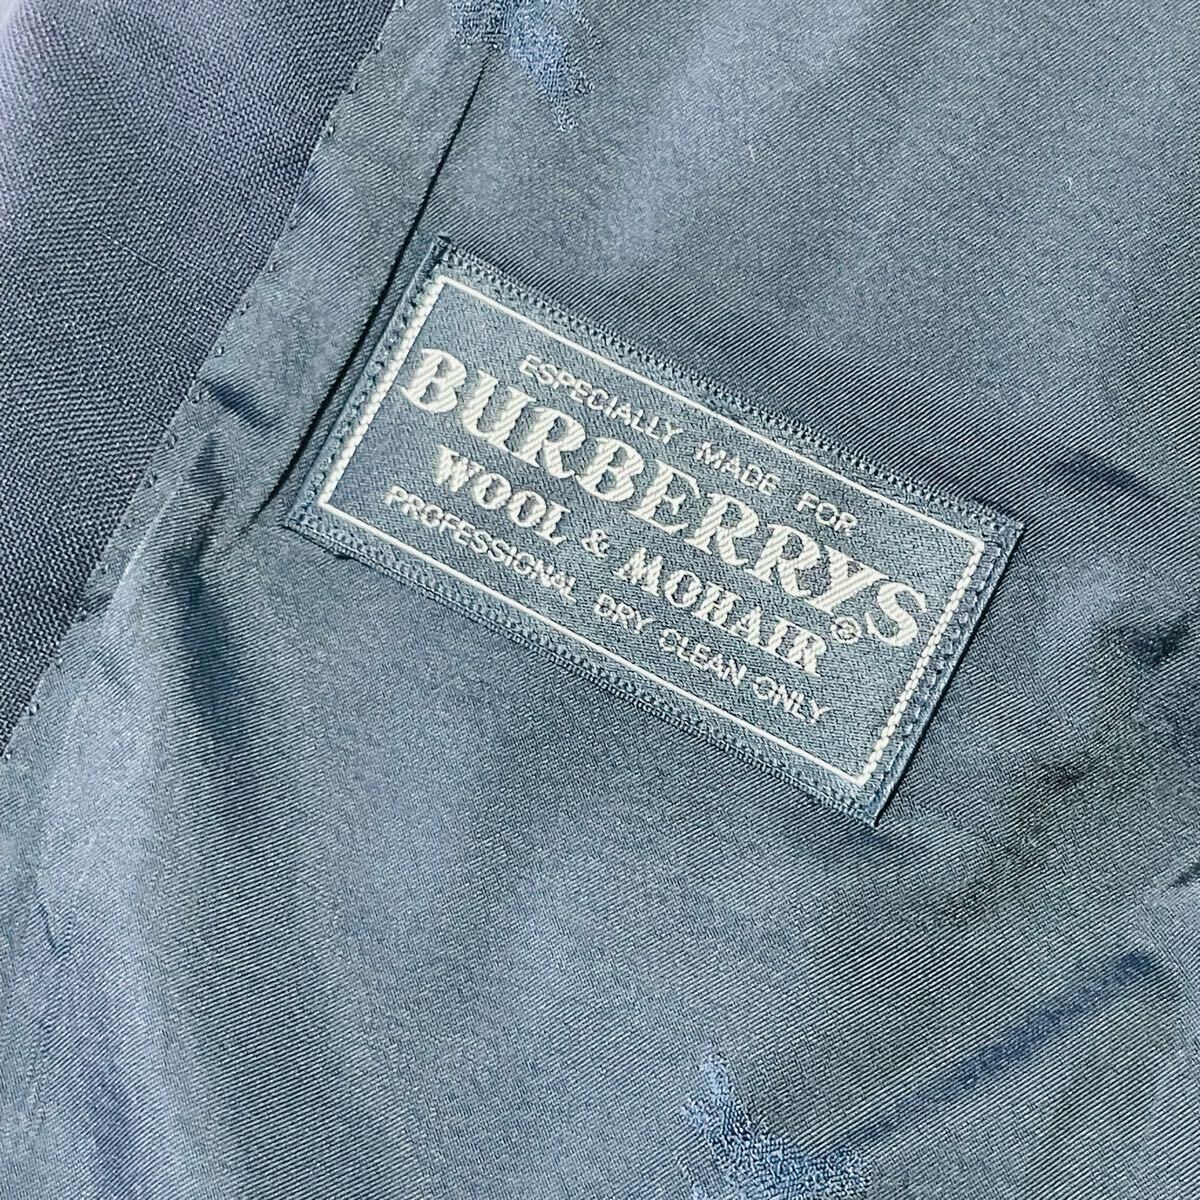 ESPECIALLY MADE FOR
BURBERRYS®
WOOL & MOHAIR
PROFESSIONAL DRY CLEAN ONLY